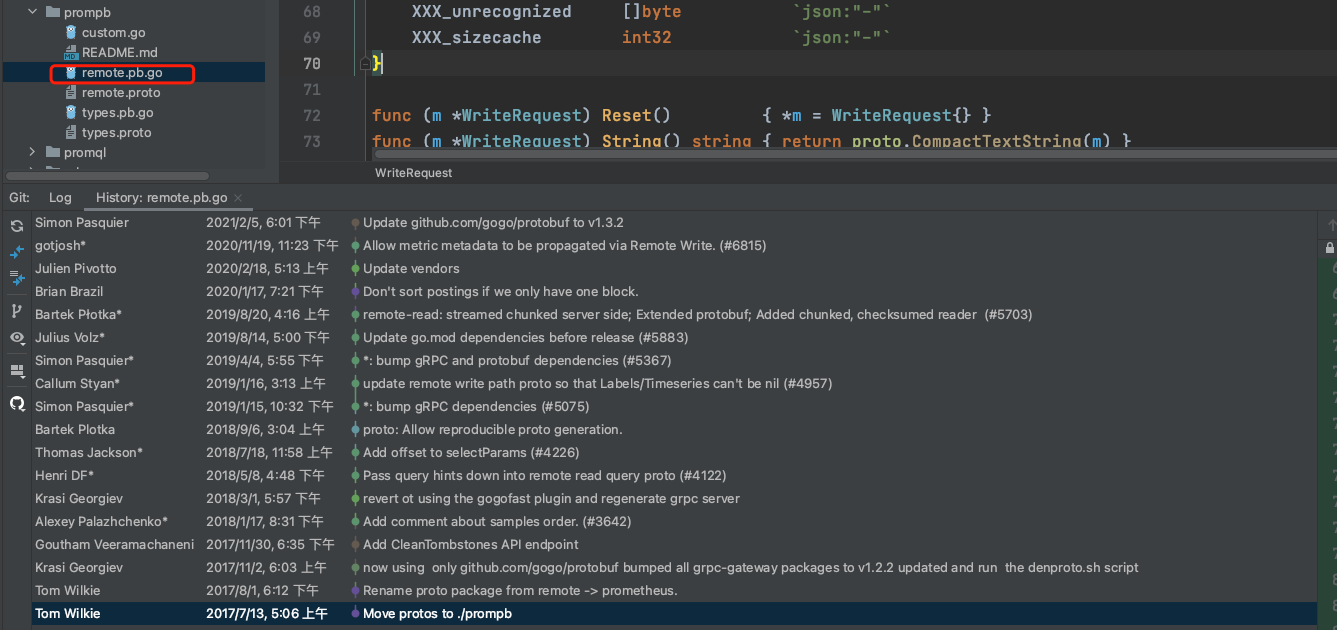 prompb
custom.go
README.md
remote.pb.go
remote.proto
types.pb.go
types.proto
promql
68 XXX_unrecognized []byte `json:"-"`
69 XXX_sizecache int32 `json:"-"`
70 }
71
72 func (m *WriteRequest) Reset() { *m = WriteRequest{} }
73 func (m *WriteRequest) String() string { return proto.CompactTextString(m) }
WriteRequest
Git: Log History: remote.pb.go ×
Simon Pasquier 2021/2/5, 6:01 下午 Update github.com/gogo/protobuf to v1.3.2
gotjosh* 2020/11/19, 11:23 下午 Allow metric metadata to be propagated via Remote Write. (#6815)
Julien Pivotto 2020/2/18, 5:13 上午 Update vendors
Brian Brazil 2020/1/17, 7:21 下午 Don't sort postings if we only have one block.
Bartek Płotka* 2019/8/20, 4:16 上午 remote-read: streamed chunked server side; Extended protobuf; Added chunked, checksumed reader (#5703)
Julius Volz* 2019/8/14, 5:00 下午 Update go.mod dependencies before release (#5883)
Simon Pasquier* 2019/4/4, 5:55 下午 *: bump gRPC and protobuf dependencies (#5367)
Callum Styan* 2019/1/16, 3:13 上午 update remote write path proto so that Labels/Timeseries can't be nil (#4957)
Simon Pasquier* 2019/1/15, 10:32 下午 *: bump gRPC dependencies (#5075)
Bartek Plotka 2018/9/6, 3:04 上午 proto: Allow reproducible proto generation.
Thomas Jackson* 2018/7/18, 11:58 上午 Add offset to selectParams (#4226)
Henri DF* 2018/5/8, 4:48 下午 Pass query hints down into remote read query proto (#4122)
Krasi Georgiev 2018/3/1, 5:57 下午 revert ot using the gogofast plugin and regenerate grpc server
Alexey Palazhchenko* 2018/1/17, 8:31 下午 Add comment about samples order. (#3642)
Goutham Veeramachaneni 2017/11/30, 6:35 下午 Add CleanTombstones API endpoint
Krasi Georgiev 2017/11/2, 6:03 上午 now using only github.com/gogo/protobuf bumped all grpc-gateway packages to v1.2.2 updated and run the denproto.sh script
Tom Wilkie 2017/8/1, 6:12 下午 Rename proto package from remote -> prometheus.
Tom Wilkie 2017/7/13, 5:06 上午 Move protos to ./prompb